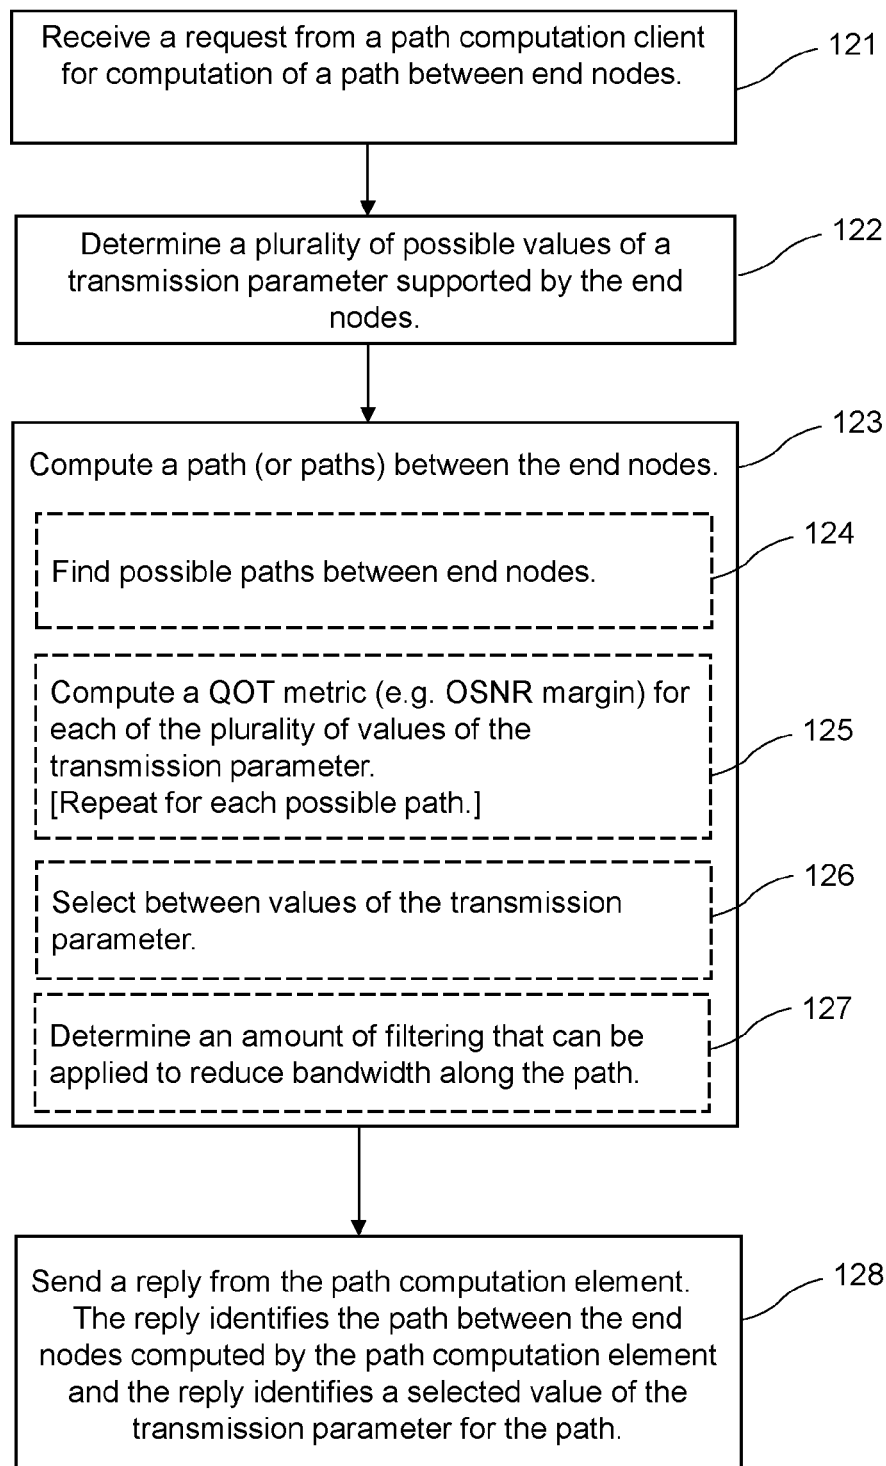 Receive a request from a path computation client
for computation of a path between end nodes.
121
Determine a plurality of possible values of a
transmission parameter supported by the end
nodes.
122
123
Compute a path (or paths) between the end nodes.
Find possible paths between end nodes.
124
Compute a QOT metric (e.g. OSNR margin) for
each of the plurality of values of the
transmission parameter.
[Repeat for each possible path.]
125
Select between values of the transmission
parameter.
126
Determine an amount of filtering that can be
applied to reduce bandwidth along the path.
127
Send a reply from the path computation element.
The reply identifies the path between the end
nodes computed by the path computation element
and the reply identifies a selected value of the
transmission parameter for the path.
128